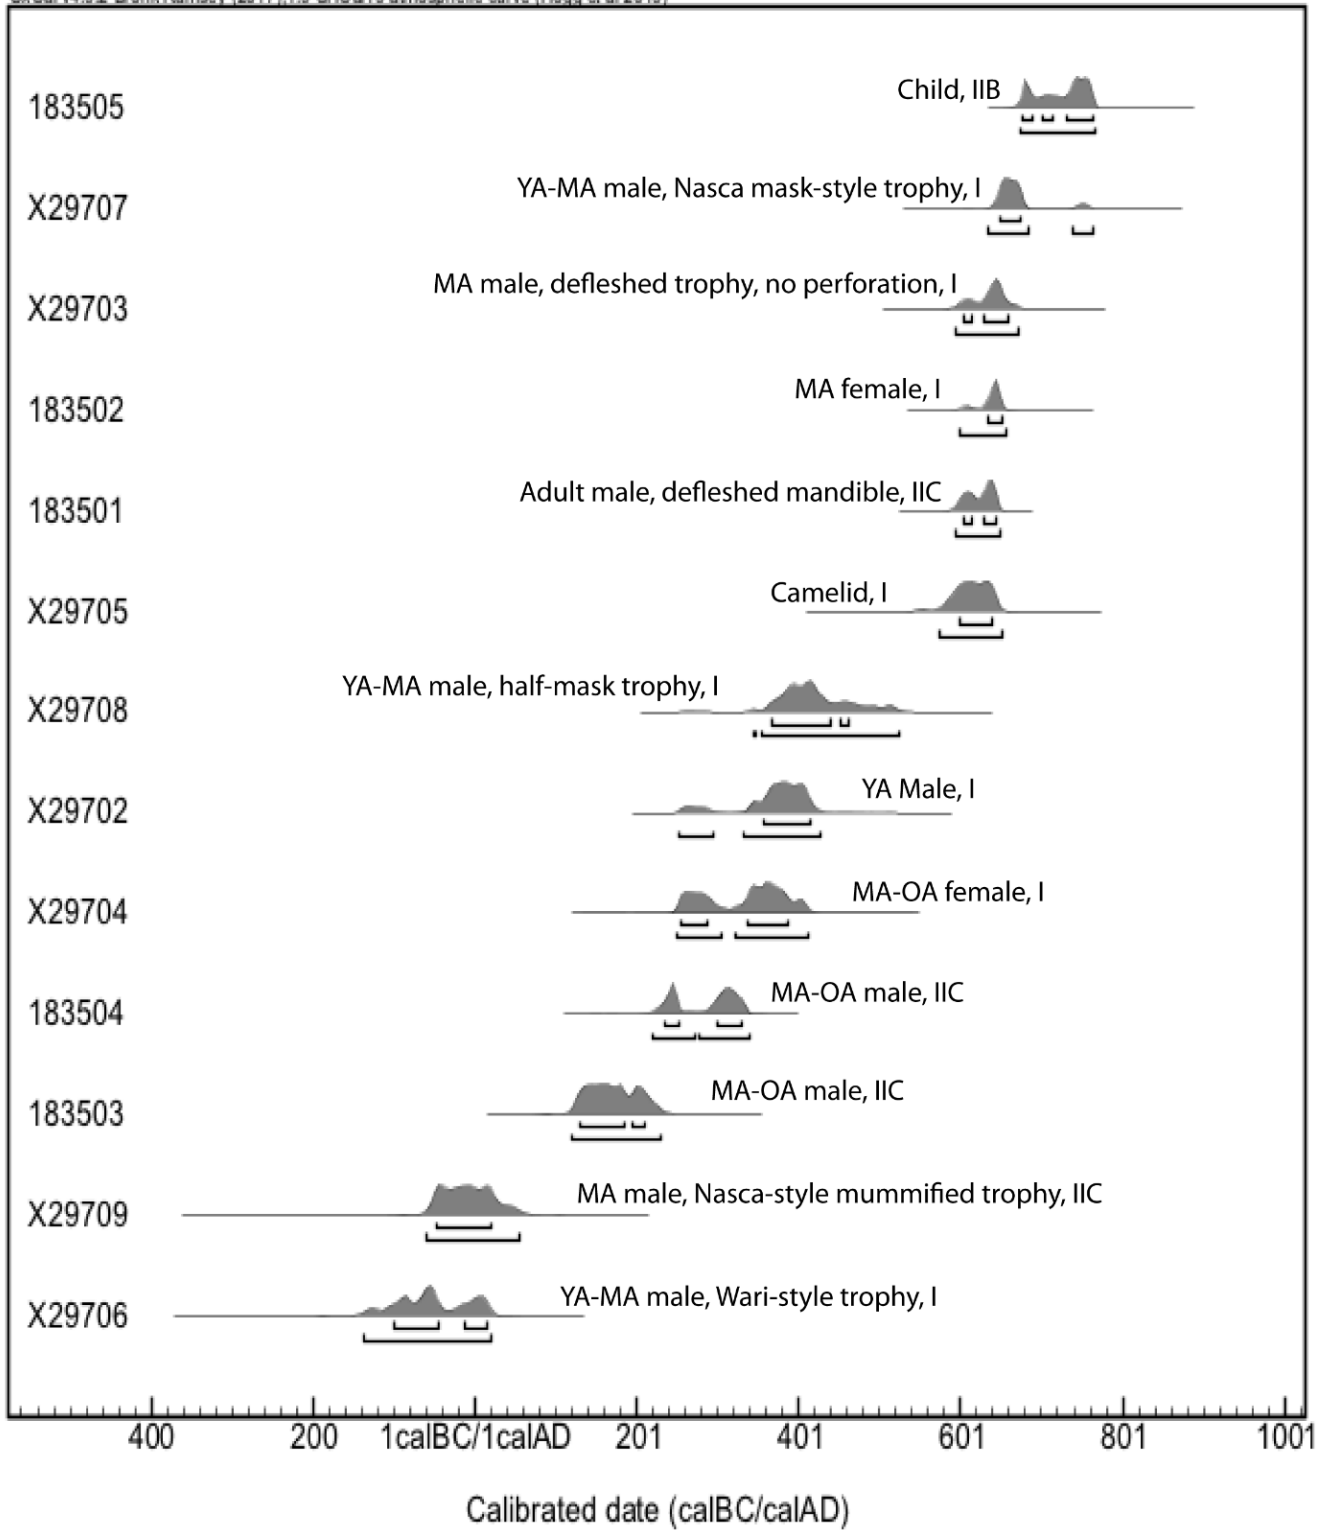 183505 Child, IIB
X29707 YA-MA male, Nasca mask-style trophy, I
X29703 MA male, defleshed trophy, no perforation, I
183502 MA female, I
183501 Adult male, defleshed mandible, IIC
X29705 Camelid, I
X29708 YA-MA male, half-mask trophy, I
X29702 YA Male, I
X29704 MA-OA female, I
183504 MA-OA male, IIC
183503 MA-OA male, IIC
X29709 MA male, Nasca-style mummified trophy, IIC
X29706 YA-MA male, Wari-style trophy, I
400 200 1calBC/1calAD 201 401 601 801 1001
Calibrated date (calBC/calAD)